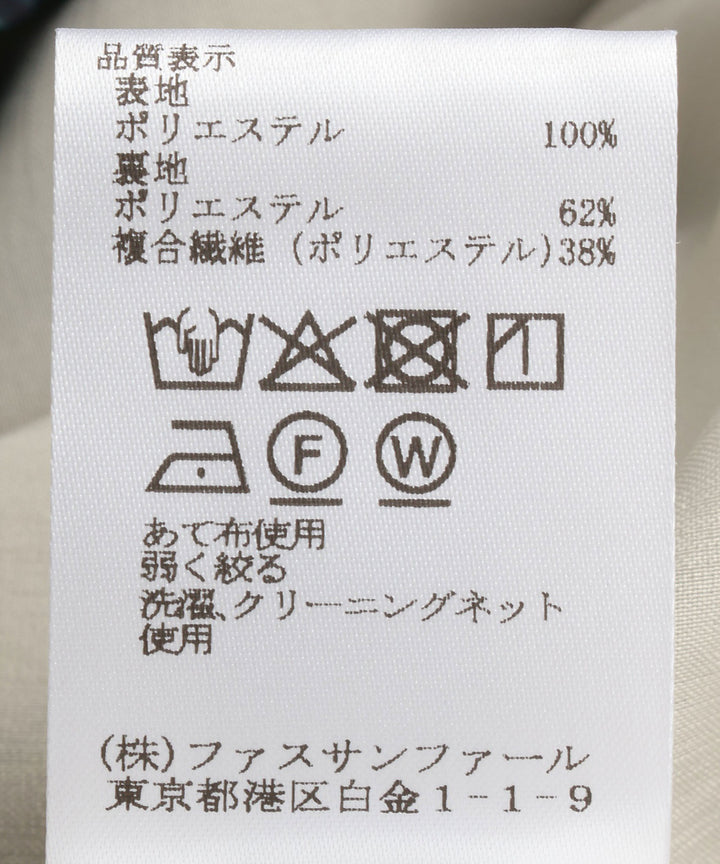 品質表示
表地
ポリエステル 100%
裏地
ポリエステル 62%
複合繊維 (ポリエステル)38%
F W
あて布使用
弱く絞る
洗濯、クリーニングネット
使用
(株)ファスサンファール
東京都港区白金1-1-9